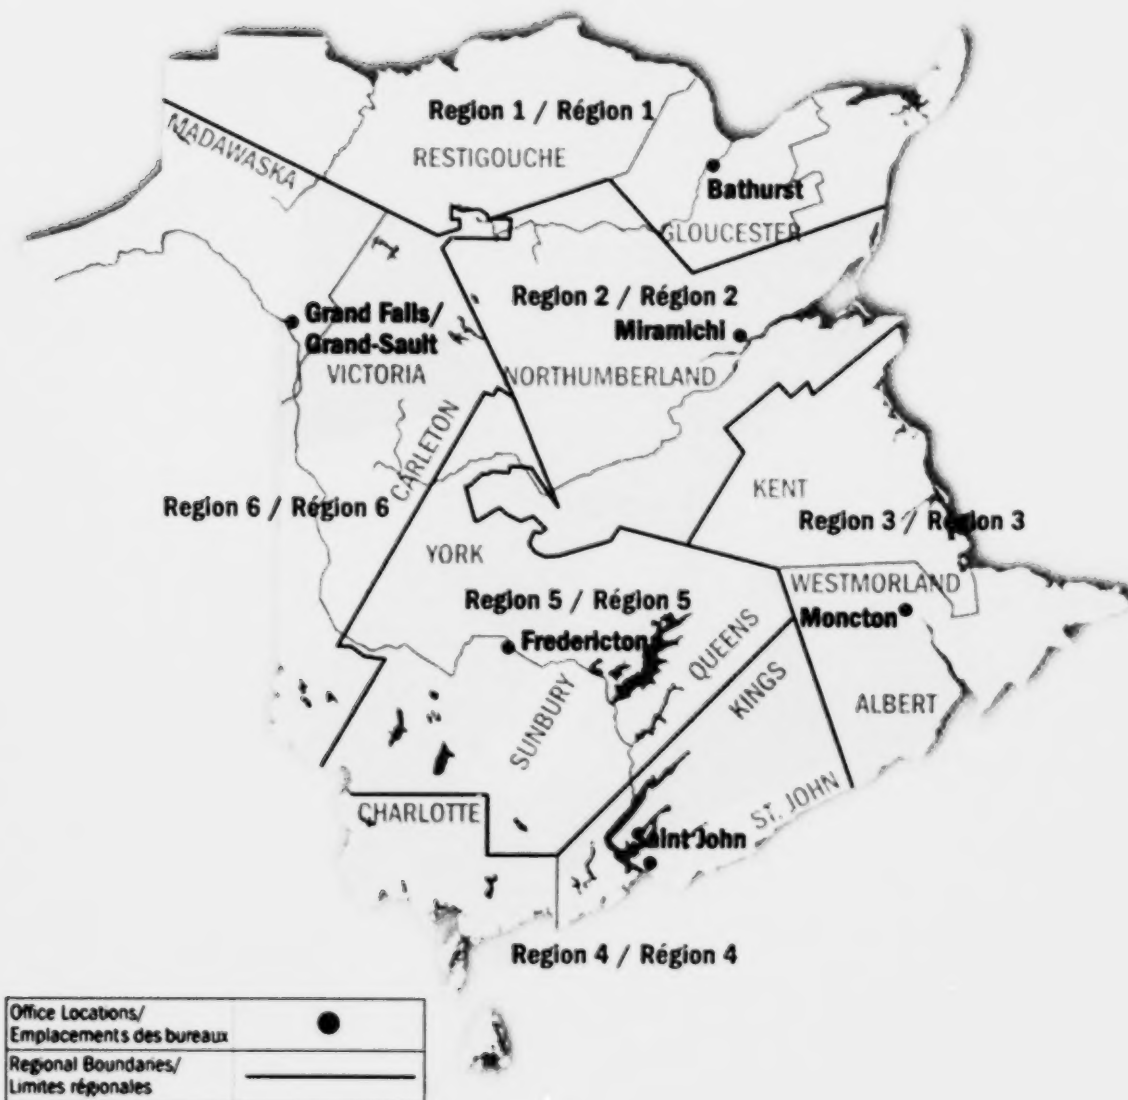 Region 1 / Région 1
MADAWASKA
RESTIGOUCHE
Bathurst
GLOUCESTER
Region 2 / Région 2
Grand Falls/
Grand-Sault
Miramichi
VICTORIA
NORTHUMBERLAND
CARLETON
KENT
Region 6 / Région 6
Region 3 / Région 3
YORK
WESTMORLAND
Region 5 / Région 5
Moncton
Fredericton
QUEENS
KINGS
SUNBURY
ALBERT
CHARLOTTE
ST. JOHN
Saint John
Region 4 / Région 4
Office Locations/
Emplacements des bureaux
Regional Boundaries/
Limites régionales